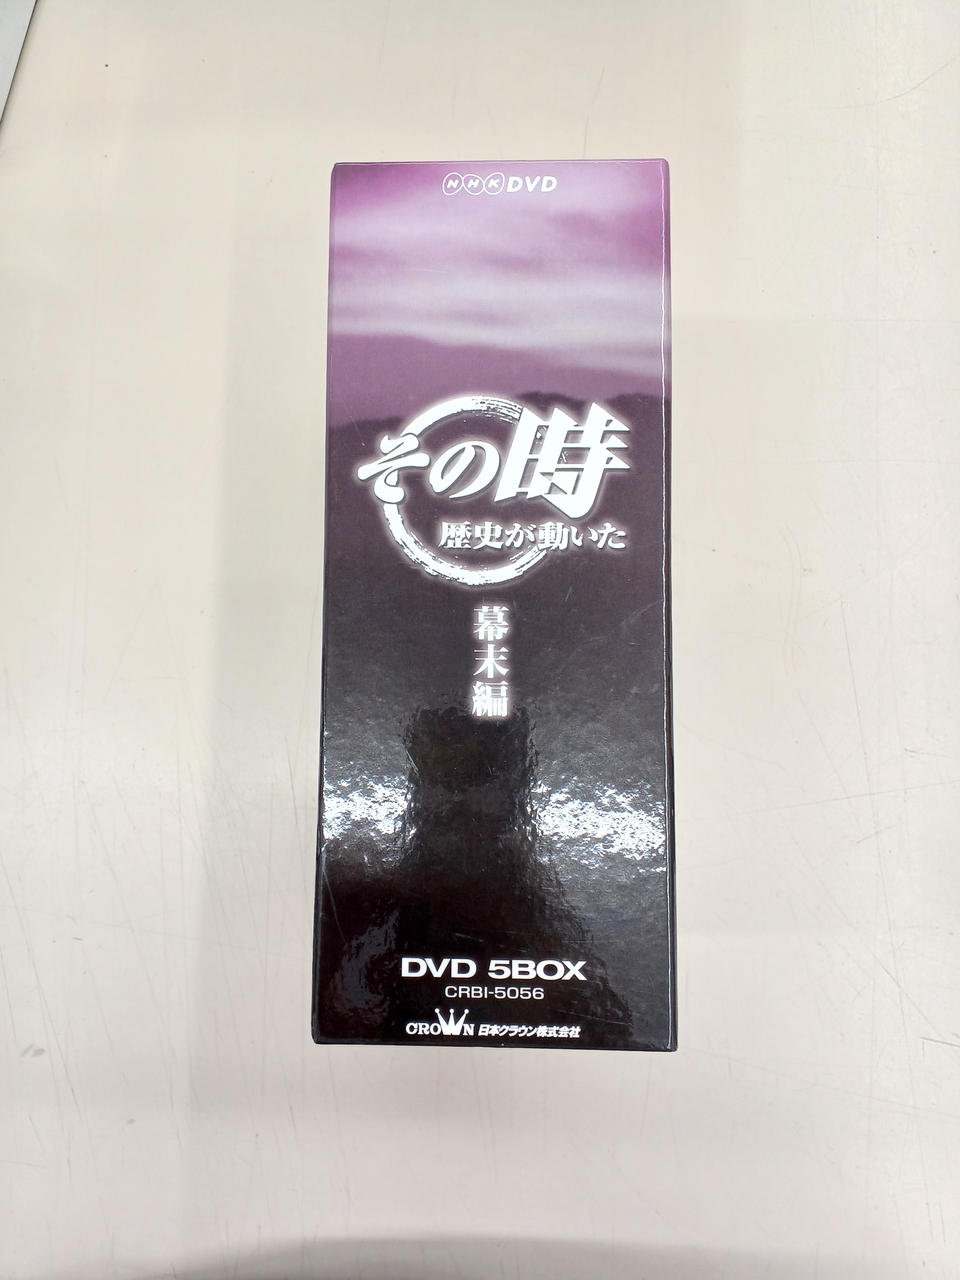 NHK DVD
その時
歴史が動いた
幕末編
DVD 5BOX
CRBI-5056
CROWN 日本クラウン株式会社